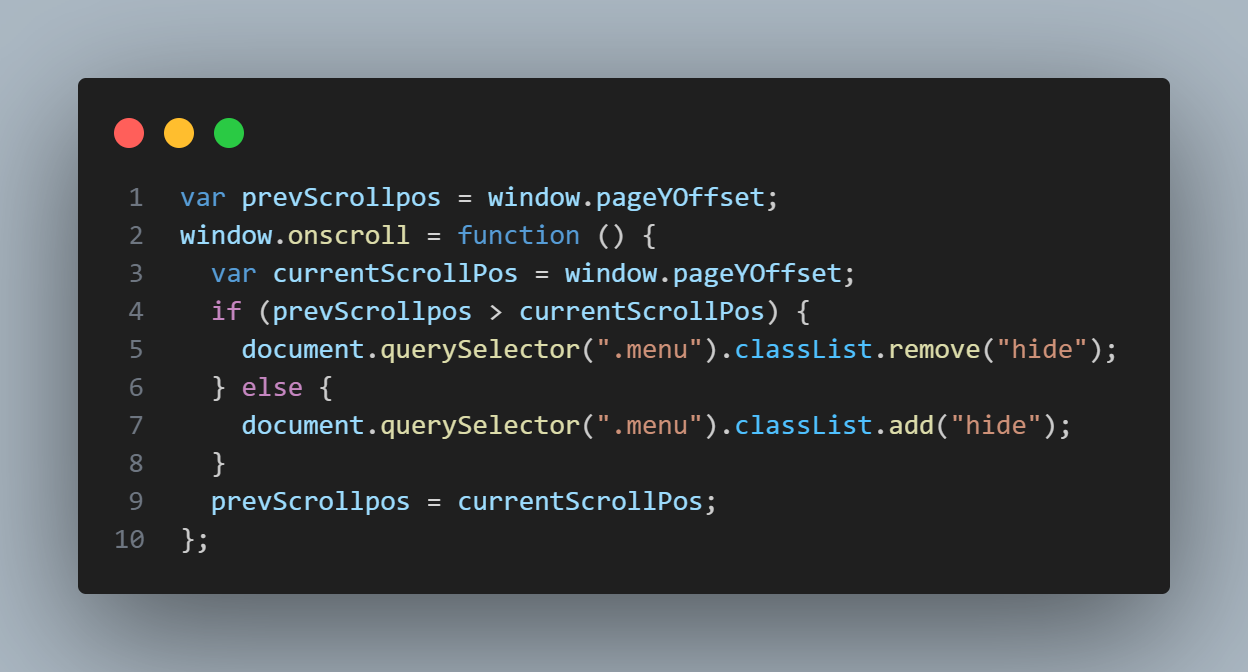 1 var prevScrollpos = window.pageYOffset;
2 window.onscroll = function () {
3   var currentScrollPos = window.pageYOffset;
4   if (prevScrollpos > currentScrollPos) {
5     document.querySelector(".menu").classList.remove("hide");
6   } else {
7     document.querySelector(".menu").classList.add("hide");
8   }
9   prevScrollpos = currentScrollPos;
10 };